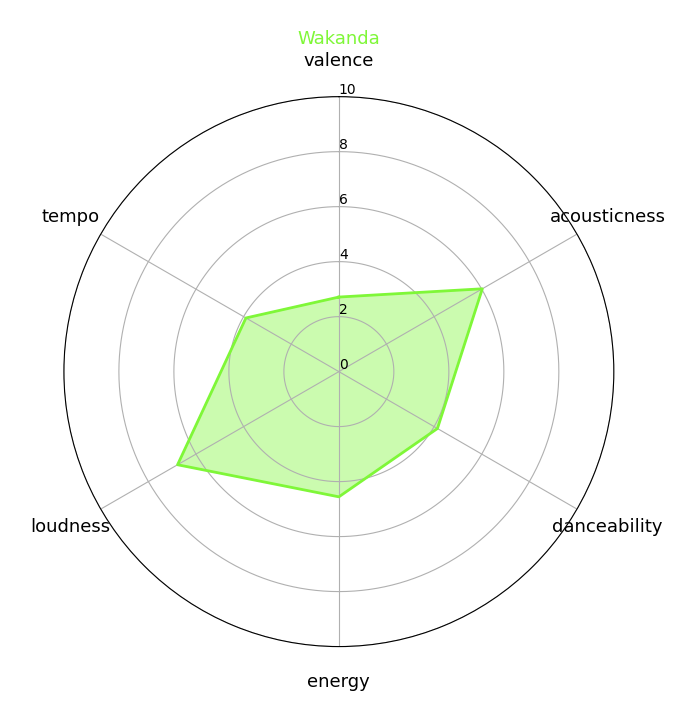 Wakanda
valence
10
8
tempo
acousticness
6
4
2
0
loudness
danceability
energy